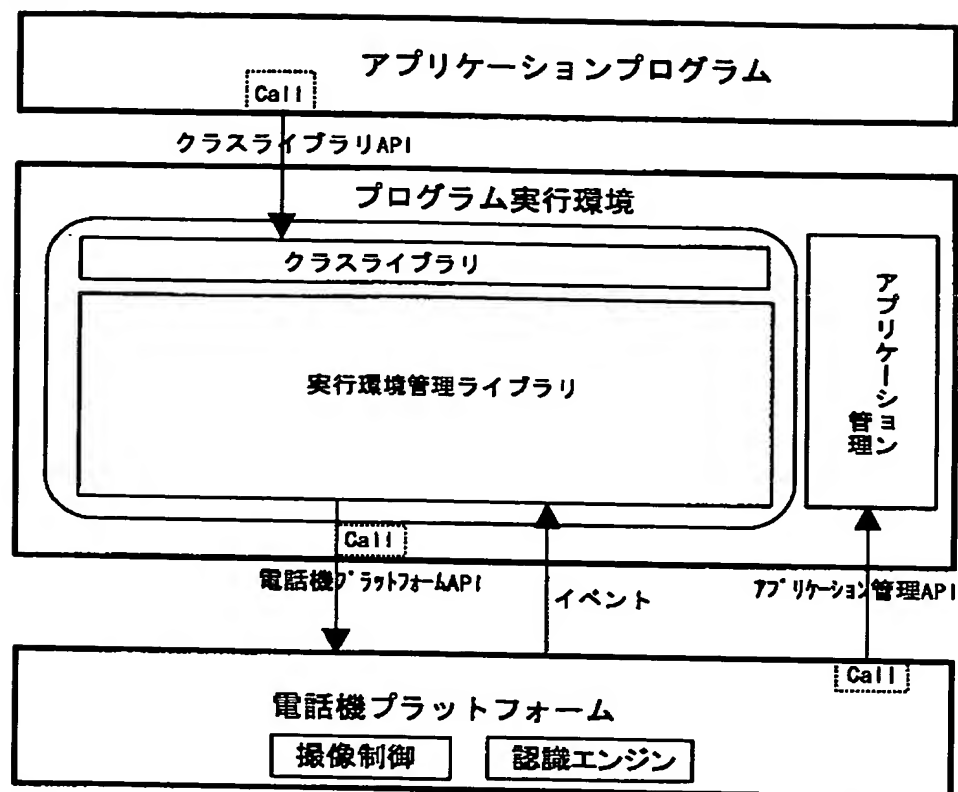 アプリケーションプログラム
Call
クラスライブラリAPI
プログラム実行環境
クラスライブラリ
実行環境管理ライブラリ
アプリケーション
管理
Call
電話機プラットフォームAPI
イベント
アプリケーション管理API
Call
電話機プラットフォーム
撮像制御
認識エンジン